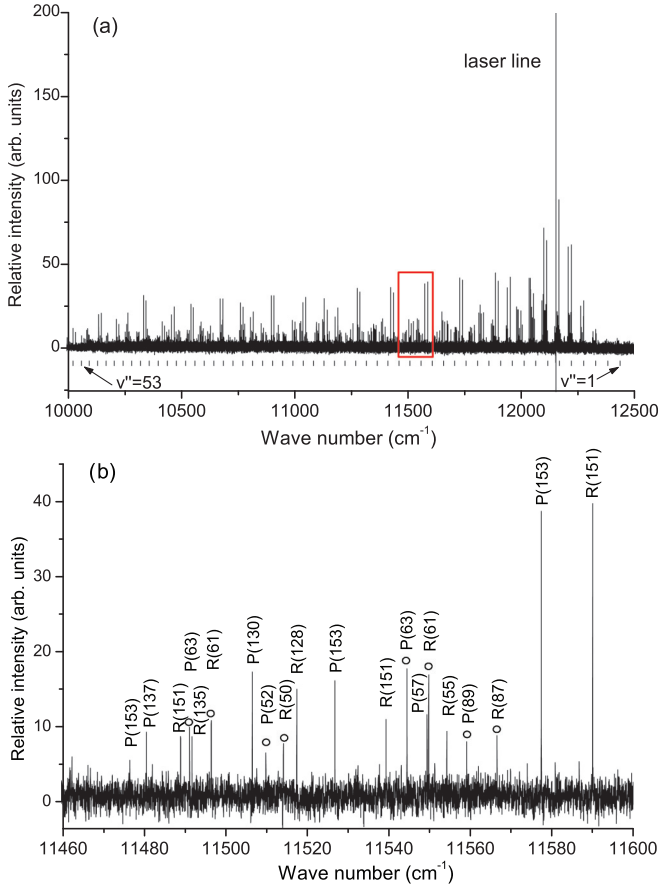 (a)
200
150
100
50
0
Relative intensity (arb. units)
laser line
v"=53
v"=1
10000 10500 11000 11500 12000 12500
Wave number (cm-1)
(b)
40
30
20
10
0
Relative intensity (arb. units)
P(153)
P(137)
R(151)
P(63)
R(135)
R(61)
P(130)
P(52)
R(50)
R(128)
P(153)
R(151)
P(63)
P(57)
R(61)
R(55)
P(89)
R(87)
P(153)
R(151)
11460 11480 11500 11520 11540 11560 11580 11600
Wave number (cm-1)